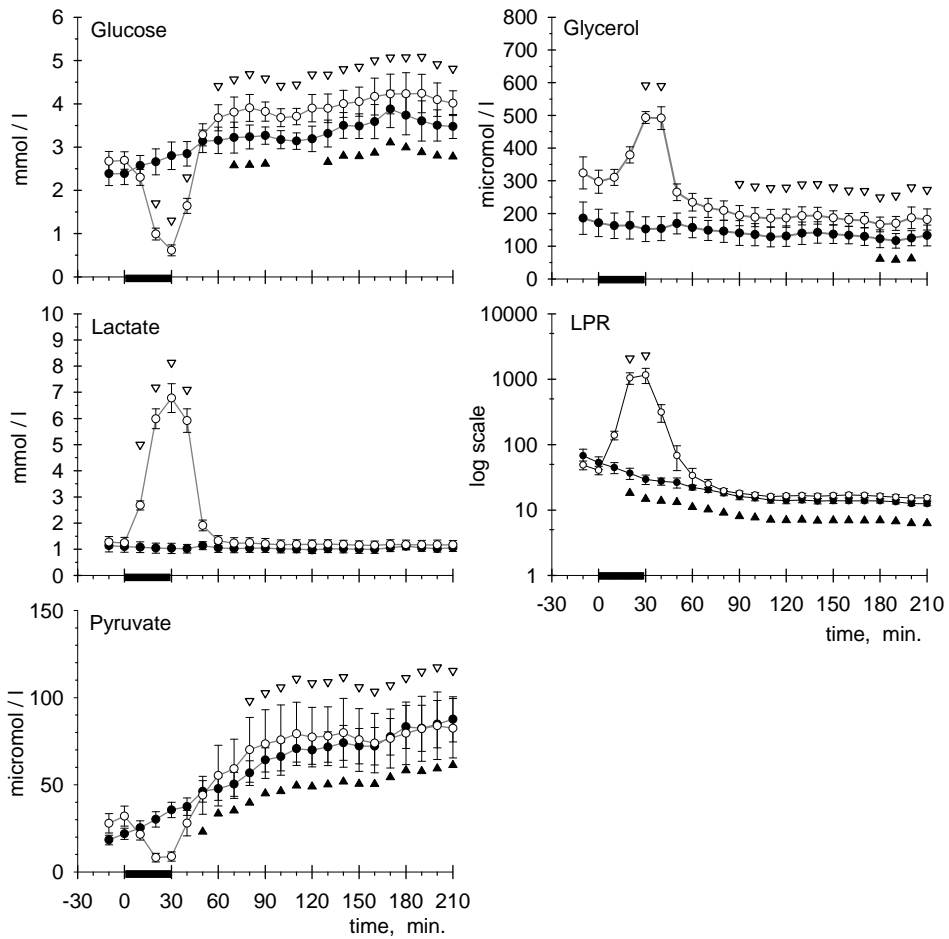 Glucose
mmol / l
6
5
4
3
2
1
0
Glycerol
micromol / l
800
700
600
500
400
300
200
100
0
Lactate
mmol / l
10
9
8
7
6
5
4
3
2
1
0
LPR
log scale
10000
1000
100
10
1
-30 0 30 60 90 120 150 180 210
time, min.
Pyruvate
micromol / l
150
100
50
0
-30 0 30 60 90 120 150 180 210
time, min.